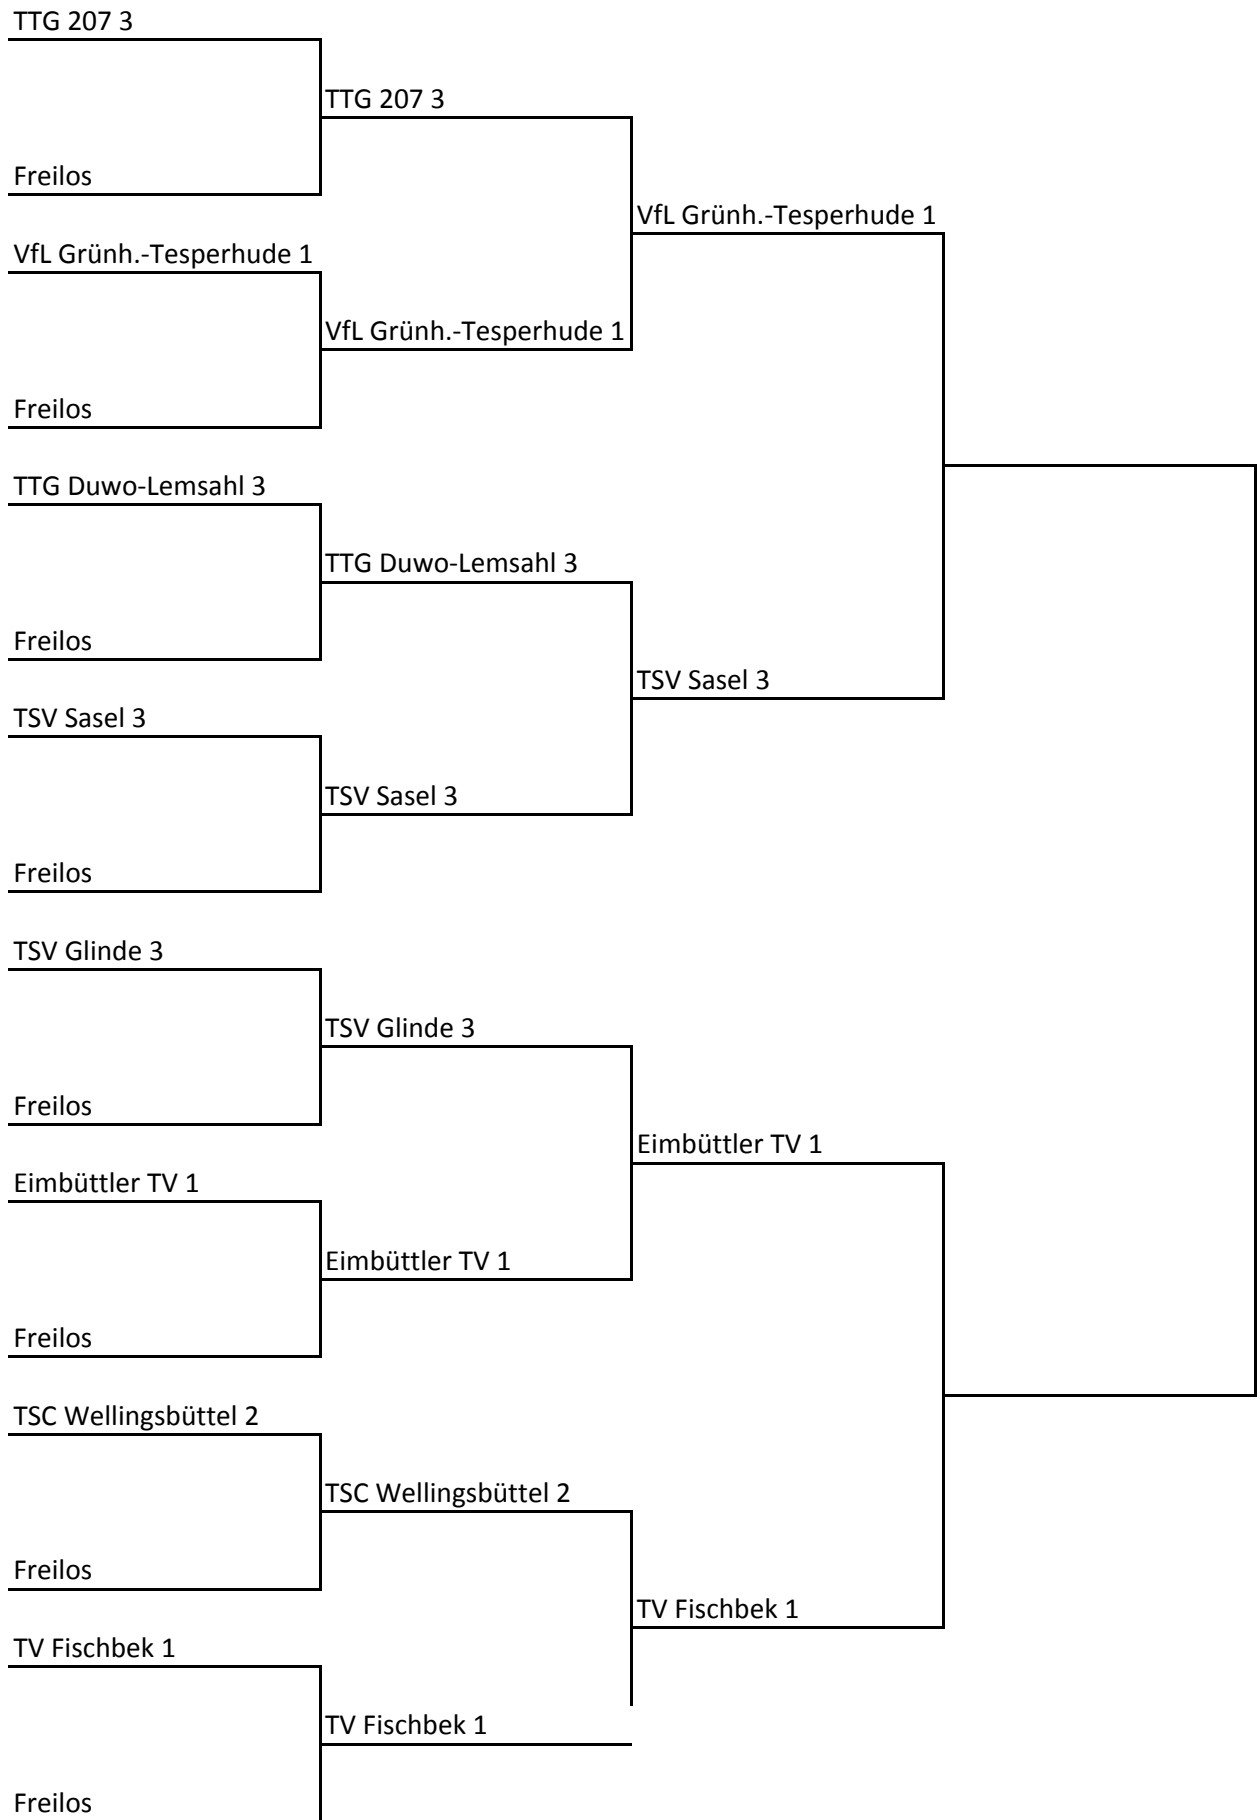 TTG 207 3
TTG 207 3
Freilos
VfL Grünh.-Tesperhude 1
VfL Grünh.-Tesperhude 1
VfL Grünh.-Tesperhude 1
Freilos
TTG Duwo-Lemsahl 3
TTG Duwo-Lemsahl 3
Freilos
TSV Sasel 3
TSV Sasel 3
TSV Sasel 3
Freilos
TSV Glinde 3
TSV Glinde 3
Freilos
Eimbüttler TV 1
Eimbüttler TV 1
Eimbüttler TV 1
Freilos
TSC Wellingsbüttel 2
TSC Wellingsbüttel 2
Freilos
TV Fischbek 1
TV Fischbek 1
TV Fischbek 1
Freilos